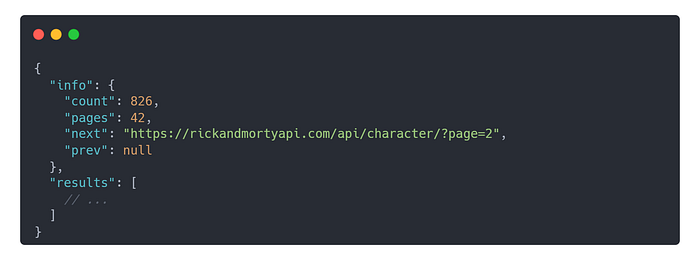 {
  "info": {
    "count": 826,
    "pages": 42,
    "next": "https://rickandmortyapi.com/api/character/?page=2",
    "prev": null
  },
  "results": [
    // ...
  ]
}